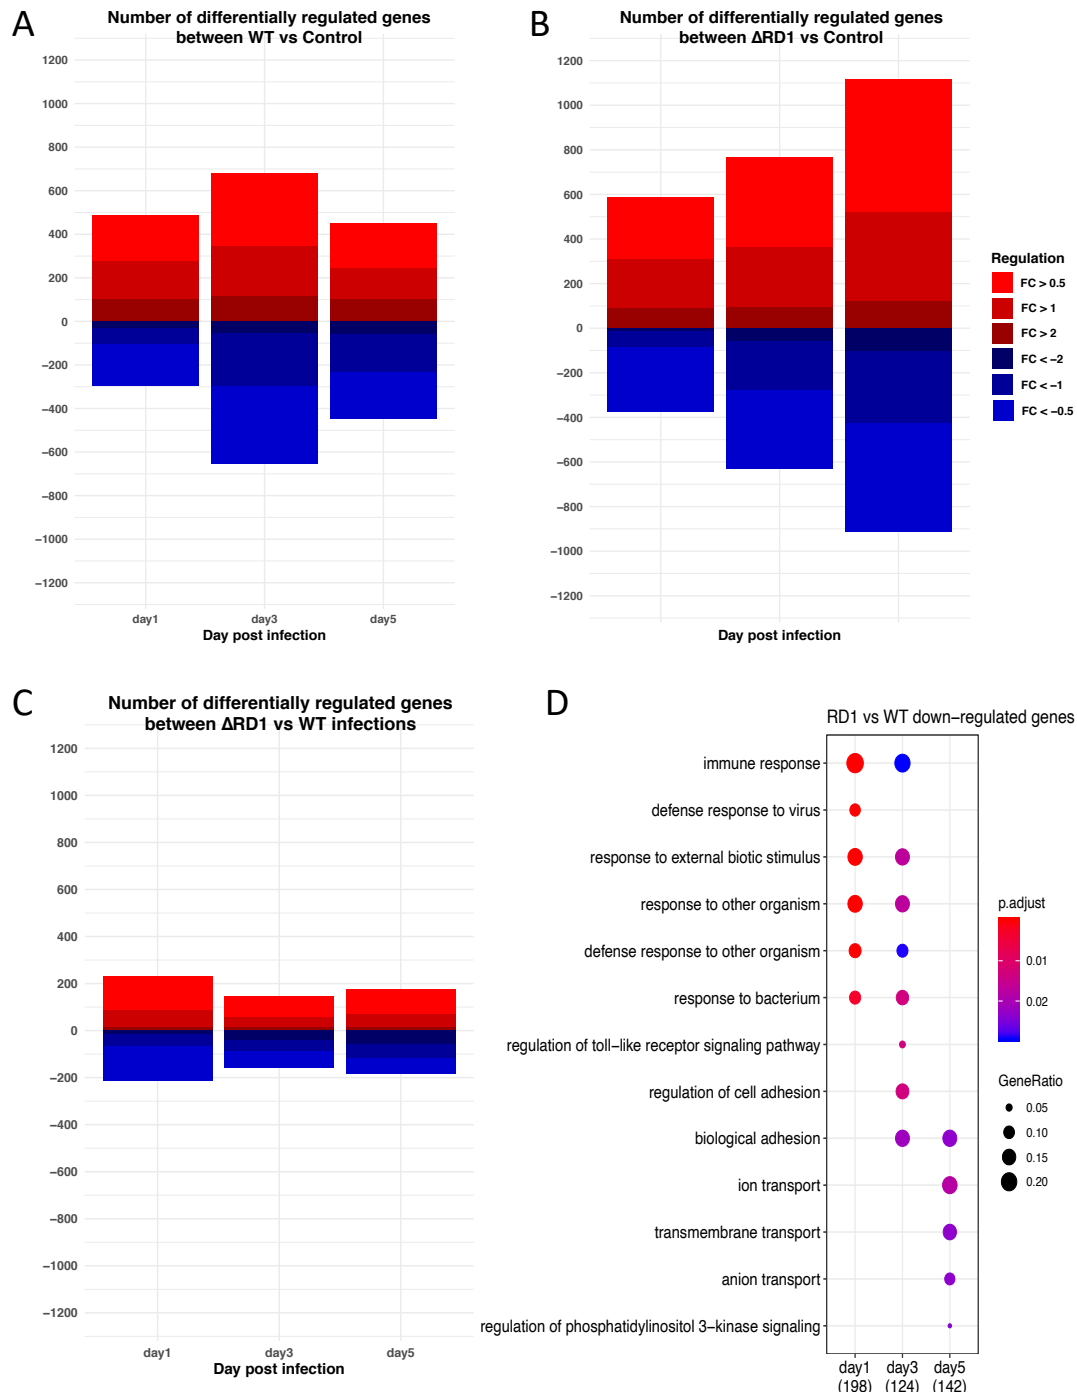 A
Number of differentially regulated genes
between WT vs Control
1200
1000
800
600
400
200
0
−200
−400
−600
−800
−1000
−1200
day1 day3 day5
Day post infection
B
Number of differentially regulated genes
between ΔRD1 vs Control
1200
1000
800
600
400
200
0
−200
−400
−600
−800
−1000
−1200
Day post infection
Regulation
FC > 0.5
FC > 1
FC > 2
FC < −2
FC < −1
FC < −0.5
C
Number of differentially regulated genes
between ΔRD1 vs WT infections
1200
1000
800
600
400
200
0
−200
−400
−600
−800
−1000
−1200
day1 day3 day5
Day post infection
D
RD1 vs WT down−regulated genes
immune response
defense response to virus
response to external biotic stimulus
response to other organism
defense response to other organism
response to bacterium
regulation of toll−like receptor signaling pathway
regulation of cell adhesion
biological adhesion
ion transport
transmembrane transport
anion transport
regulation of phosphatidylinositol 3−kinase signaling
day1 day3 day5
(198) (124) (142)
p.adjust
0.01
0.02
GeneRatio
0.05
0.10
0.15
0.20